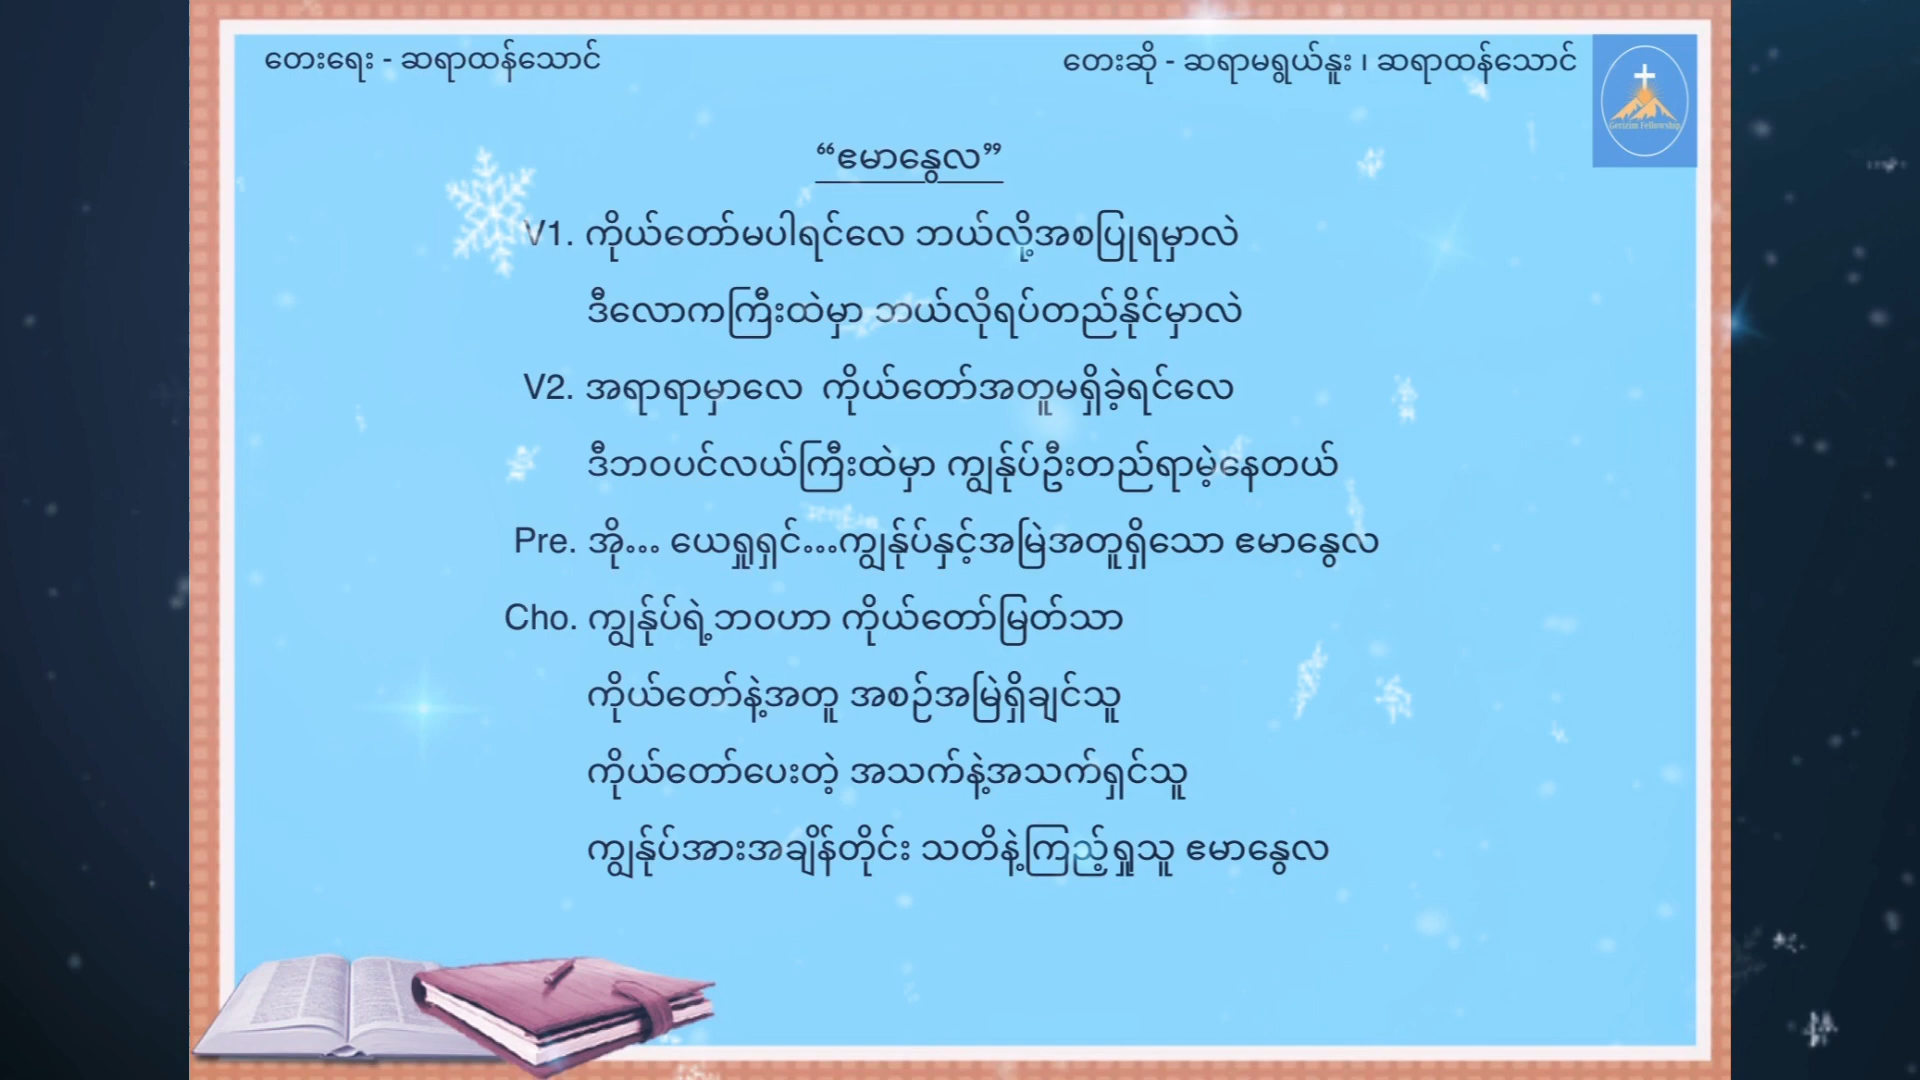 တေးရေး - ဆရာထန်သောင်
တေးဆို - ဆရာမရွယ်နူး ၊ ဆရာထန်သောင်
Gerizim Fellowship
“ဧမာနွေလ”
V1. ကိုယ်တော်မပါရင်လေ ဘယ်လို့အစပြုရမှာလဲ
ဒီလောကကြီးထဲမှာ ဘယ်လိုရပ်တည်နိုင်မှာလဲ
V2. အရာရာမှာလေ ကိုယ်တော်အတူမရှိခဲ့ရင်လေ
ဒီဘဝပင်လယ်ကြီးထဲမှာ ကျွန်ုပ်ဦးတည်ရာမဲ့နေတယ်
Pre. အို... ယေရှုရှင်...ကျွန်ုပ်နှင့်အမြဲအတူရှိသော ဧမာနွေလ
Cho. ကျွန်ုပ်ရဲ့ဘဝဟာ ကိုယ်တော်မြတ်သာ
ကိုယ်တော်နဲ့အတူ အစဉ်အမြဲရှိချင်သူ
ကိုယ်တော်ပေးတဲ့ အသက်နဲ့အသက်ရှင်သူ
ကျွန်ုပ်အားအချိန်တိုင်း သတိနဲ့ကြည့်ရှုသူ ဧမာနွေလ